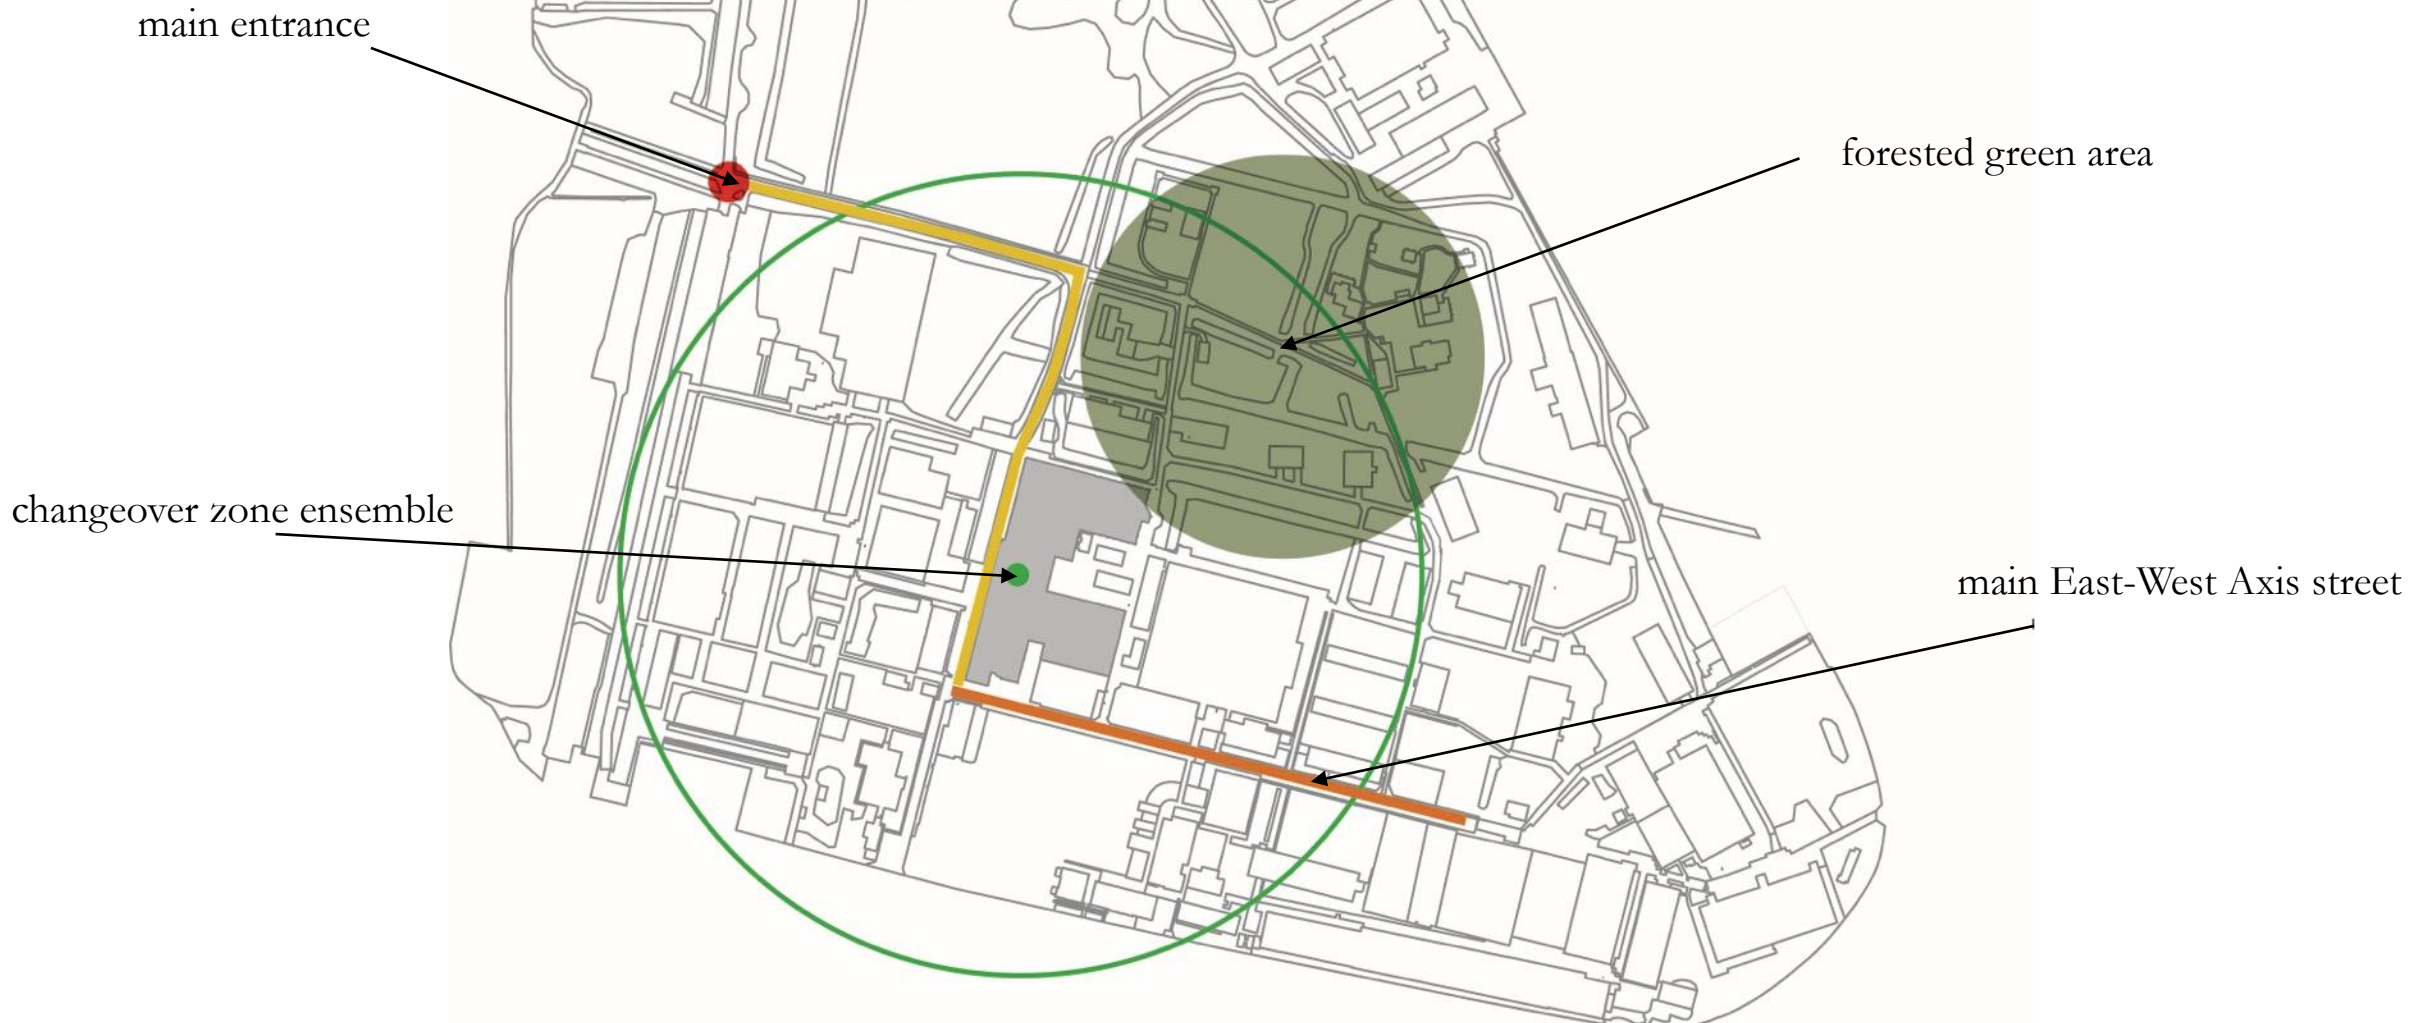 main entrance
forested green area
changeover zone ensemble
main East-West Axis street